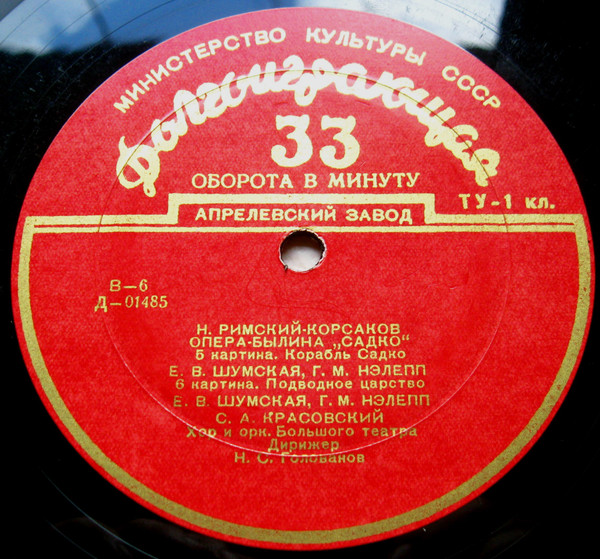 МИНИСТЕРСТВО КУЛЬТУРЫ СССР
Долгоиграющая
33
ОБОРОТА В МИНУТУ
ТУ-1 кл.
АПРЕЛЕВСКИЙ ЗАВОД
В–6
Д–01485
Н. РИМСКИЙ-КОРСАКОВ
ОПЕРА-БЫЛИНА „САДКО“
5 картина. Корабль Садко
Е. В. ШУМСКАЯ, Г. М. НЭЛЕПП
6 картина. Подводное царство
Е. В. ШУМСКАЯ, Г. М. НЭЛЕПП
С. А. КРАСОВСКИЙ
Хор и орк. Большого театра
Дирижер
Н. С. Голованов